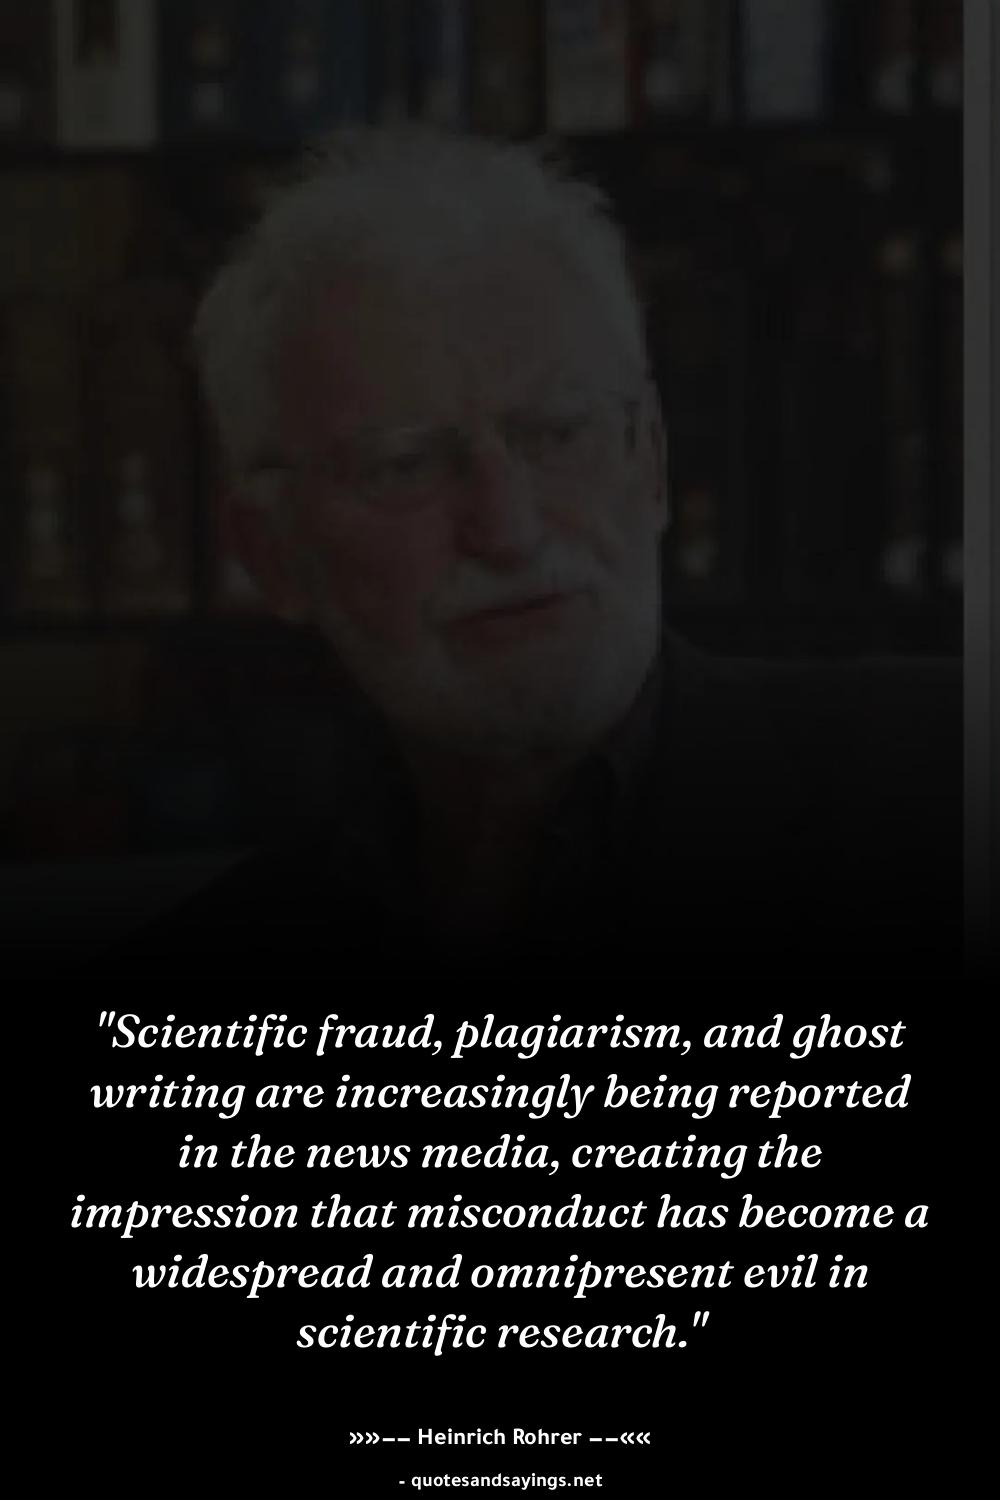 "Scientific fraud, plagiarism, and ghost
writing are increasingly being reported
in the news media, creating the
impression that misconduct has become a
widespread and omnipresent evil in
scientific research."
»»−− Heinrich Rohrer −−««
- quotesandsayings.net